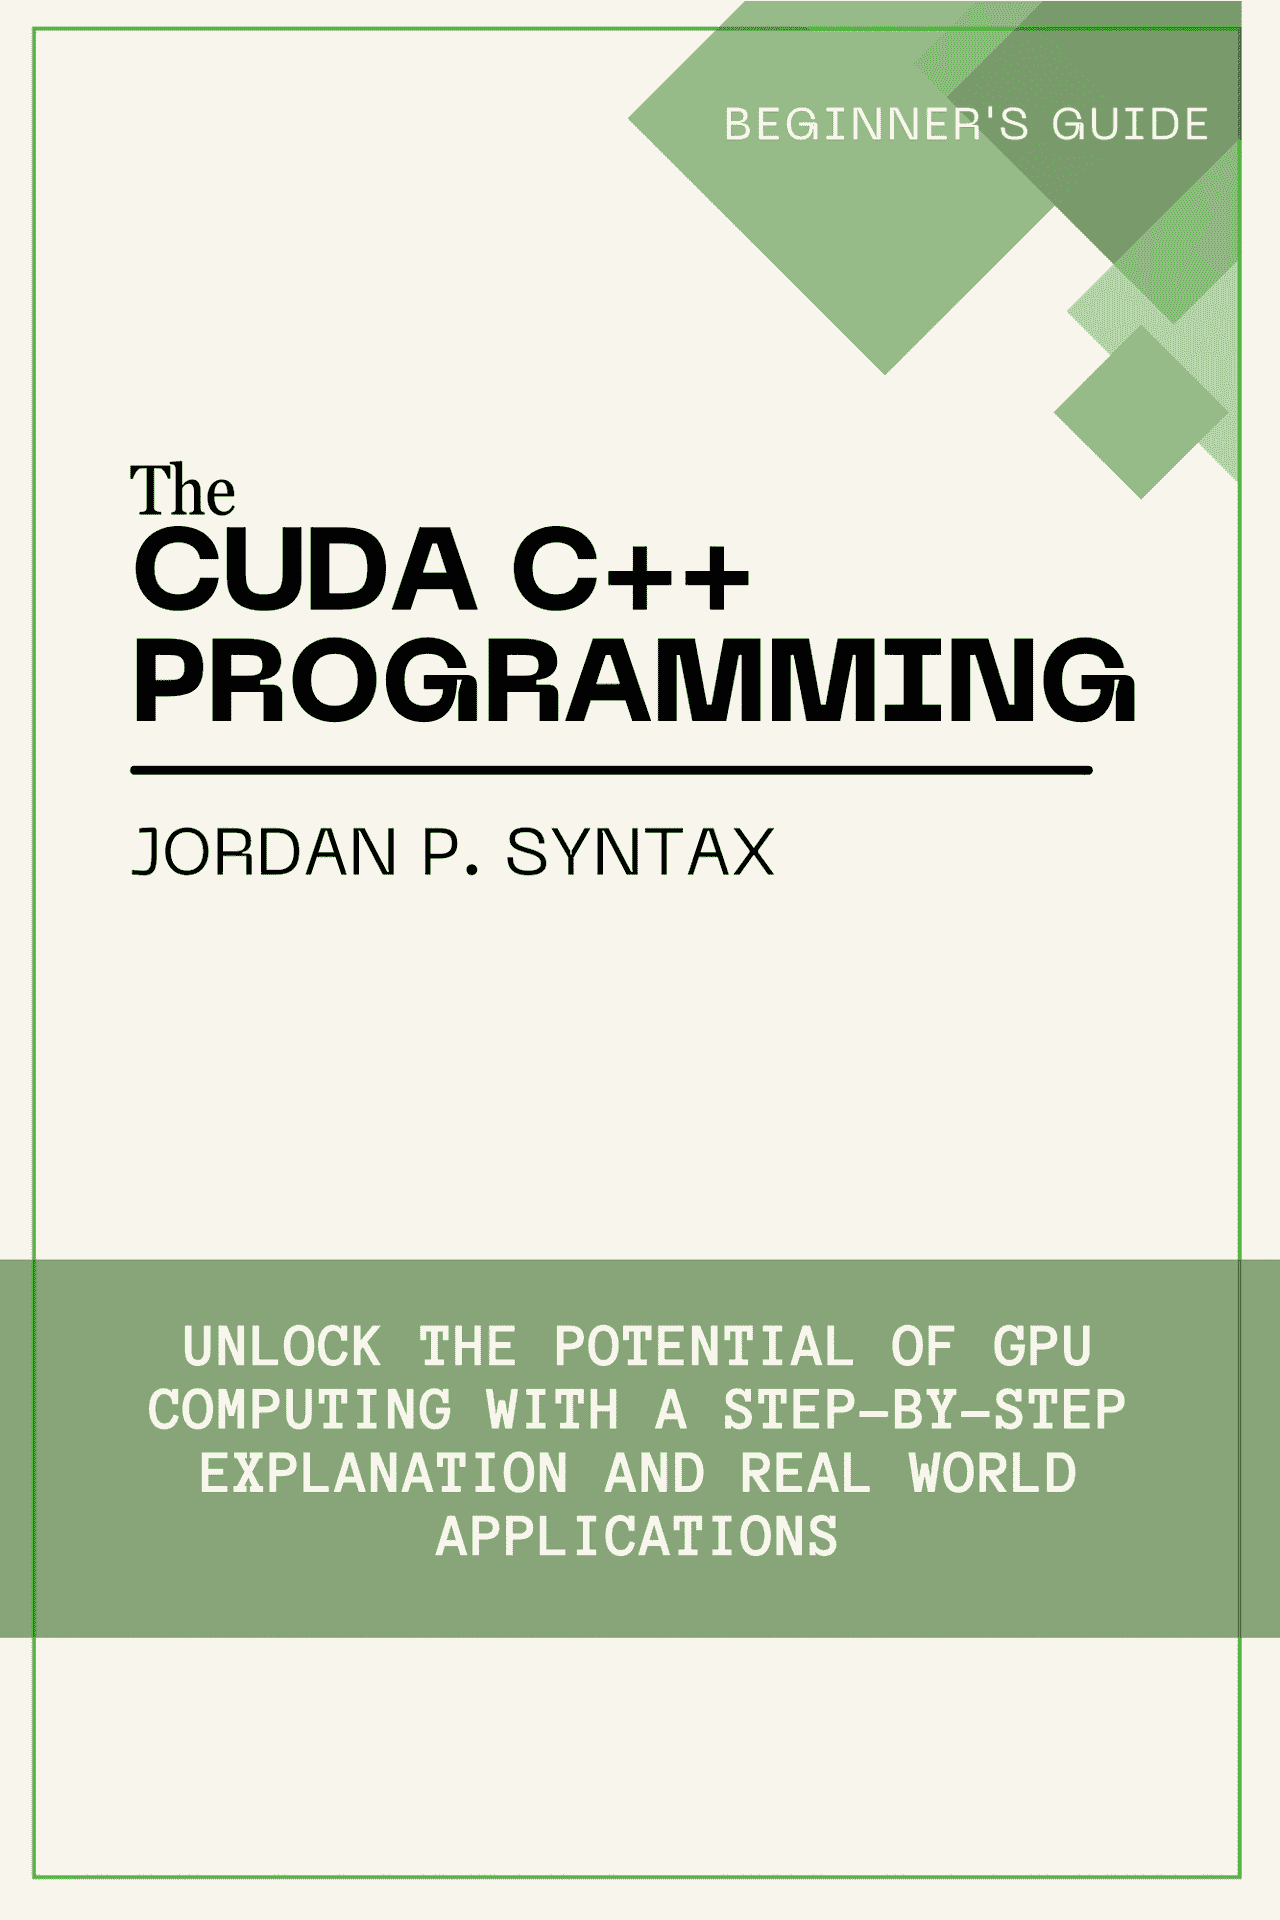 BEGINNER'S GUIDE
The
CUDA C++
PROGRAMMING
JORDAN P. SYNTAX
UNLOCK THE POTENTIAL OF GPU
COMPUTING WITH A STEP-BY-STEP
EXPLANATION AND REAL WORLD
APPLICATIONS